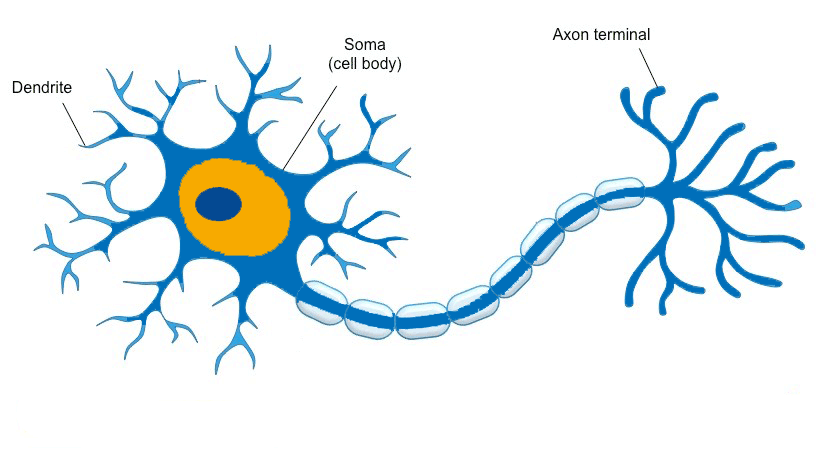 Axon terminal
Soma
(cell body)
Dendrite